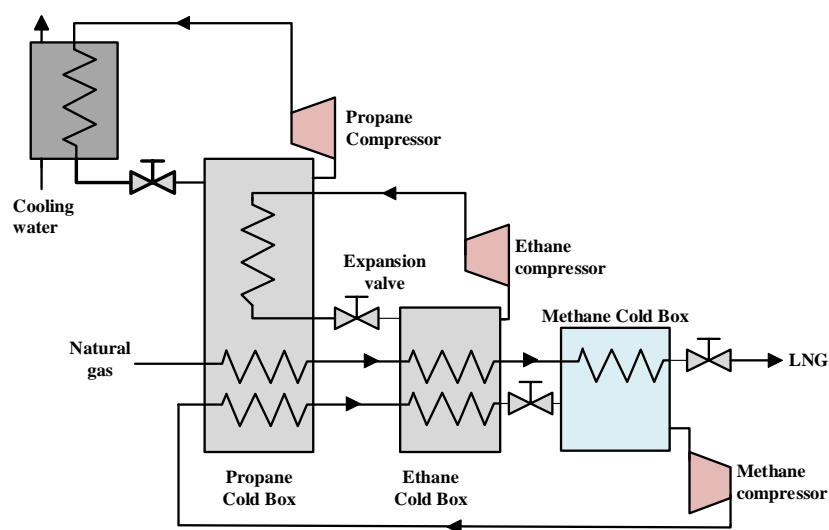 Propane
Compressor
Cooling
water
Ethane
compressor
Expansion
valve
Methane Cold Box
Natural
gas
LNG
Propane
Cold Box
Ethane
Cold Box
Methane
compressor